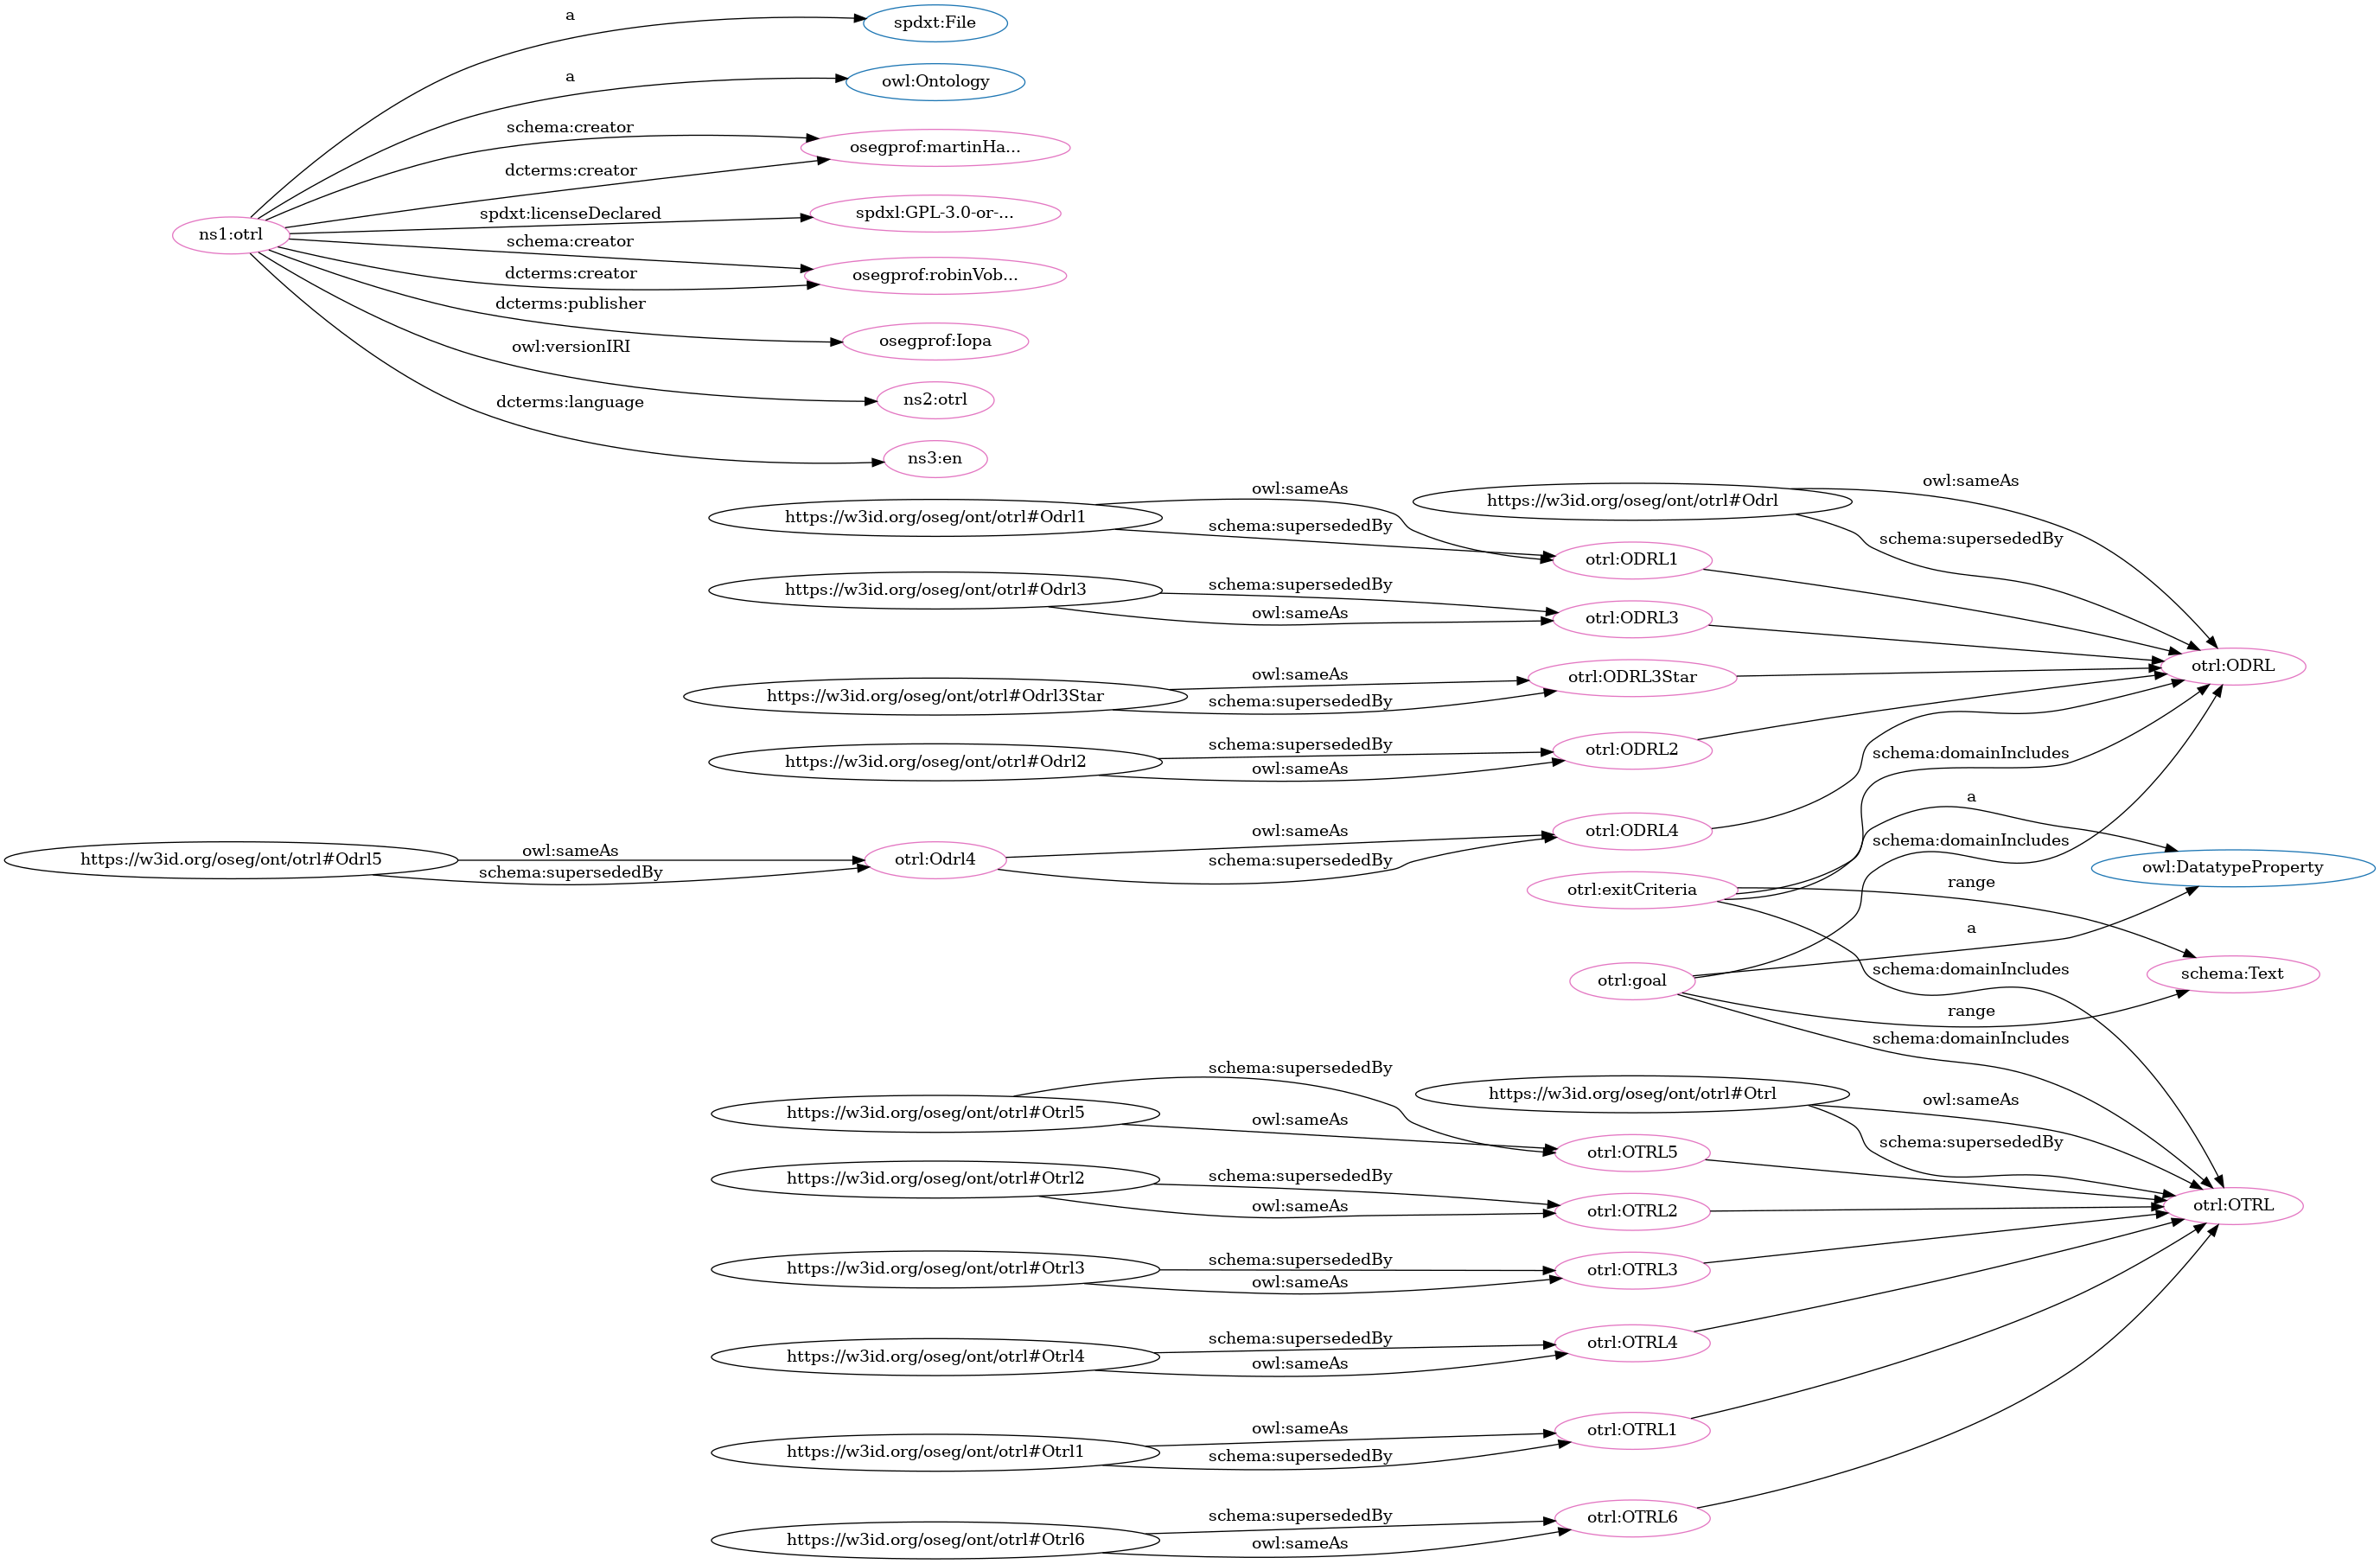 a
spdxt:File
a
owl:Ontology
schema:creator
osegprof:martinHa...
dcterms:creator
spdxt:licenseDeclared
spdxl:GPL-3.0-or-...
ns1:otrl
schema:creator
dcterms:creator
osegprof:robinVob...
dcterms:publisher
osegprof:Iopa
owl:versionIRI
ns2:otrl
dcterms:language
ns3:en
https://w3id.org/oseg/ont/otrl#Odrl1
owl:sameAs
schema:supersededBy
otrl:ODRL1
https://w3id.org/oseg/ont/otrl#Odrl
owl:sameAs
schema:supersededBy
https://w3id.org/oseg/ont/otrl#Odrl3
schema:supersededBy
owl:sameAs
otrl:ODRL3
otrl:ODRL
https://w3id.org/oseg/ont/otrl#Odrl3Star
owl:sameAs
schema:supersededBy
otrl:ODRL3Star
https://w3id.org/oseg/ont/otrl#Odrl2
schema:supersededBy
owl:sameAs
otrl:ODRL2
schema:domainIncludes
a
https://w3id.org/oseg/ont/otrl#Odrl5
owl:sameAs
schema:supersededBy
otrl:Odrl4
owl:sameAs
schema:supersededBy
otrl:ODRL4
schema:domainIncludes
owl:DatatypeProperty
otrl:exitCriteria
range
a
schema:domainIncludes
schema:Text
otrl:goal
range
schema:domainIncludes
https://w3id.org/oseg/ont/otrl#Otrl5
schema:supersededBy
owl:sameAs
otrl:OTRL5
https://w3id.org/oseg/ont/otrl#Otrl
owl:sameAs
schema:supersededBy
https://w3id.org/oseg/ont/otrl#Otrl2
schema:supersededBy
owl:sameAs
otrl:OTRL2
otrl:OTRL
https://w3id.org/oseg/ont/otrl#Otrl3
schema:supersededBy
owl:sameAs
otrl:OTRL3
https://w3id.org/oseg/ont/otrl#Otrl4
schema:supersededBy
owl:sameAs
otrl:OTRL4
https://w3id.org/oseg/ont/otrl#Otrl1
owl:sameAs
schema:supersededBy
otrl:OTRL1
https://w3id.org/oseg/ont/otrl#Otrl6
schema:supersededBy
owl:sameAs
otrl:OTRL6